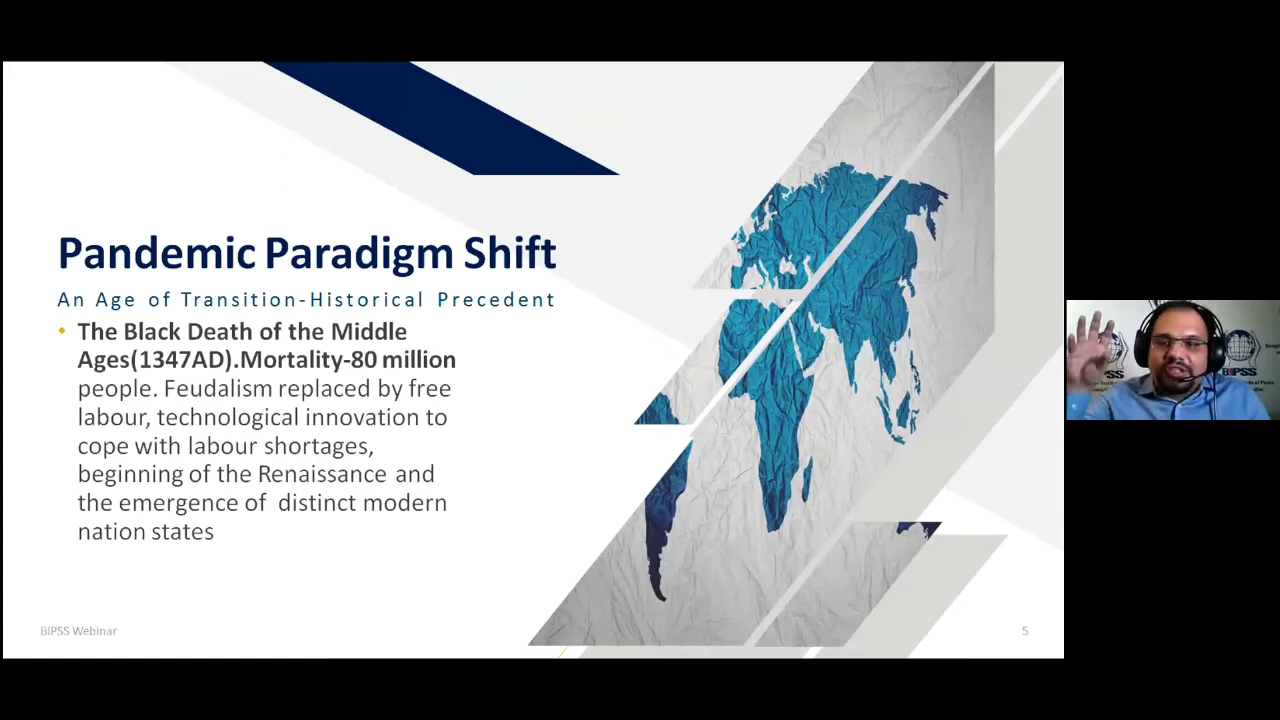 Pandemic Paradigm Shift
An Age of Transition-Historical Precedent
• The Black Death of the Middle
Ages(1347AD).Mortality-80 million
people. Feudalism replaced by free
labour, technological innovation to
cope with labour shortages,
beginning of the Renaissance and
the emergence of distinct modern
nation states
BIPSS Webinar
5
BIPSS